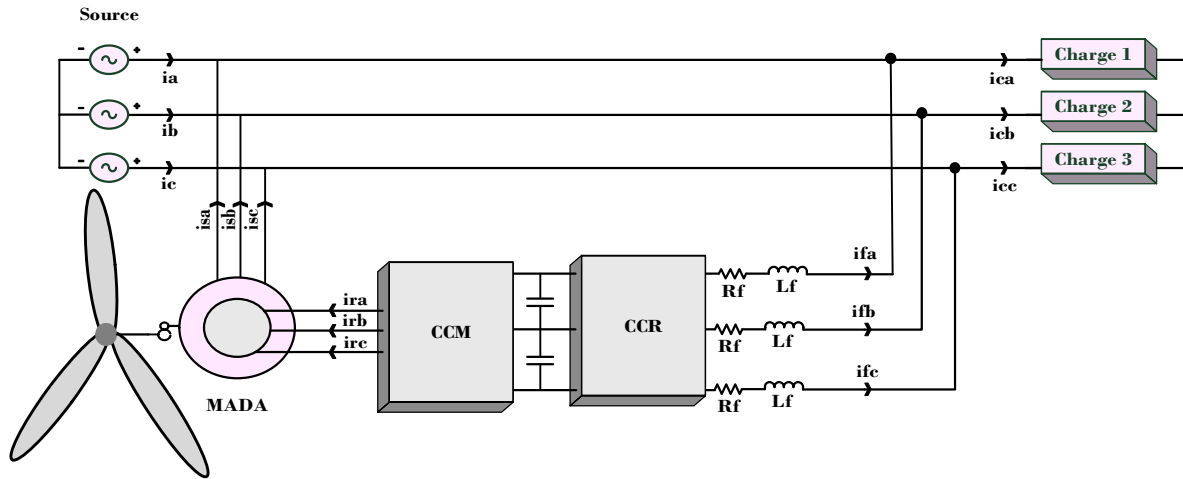 Source
- + ia ica Charge 1
- + ib icb Charge 2
- + ic icc Charge 3
isa isb isc
ifa
Rf Lf
ira
irb
irc
CCM
CCR
ifb
Rf Lf
ifc
Rf Lf
MADA